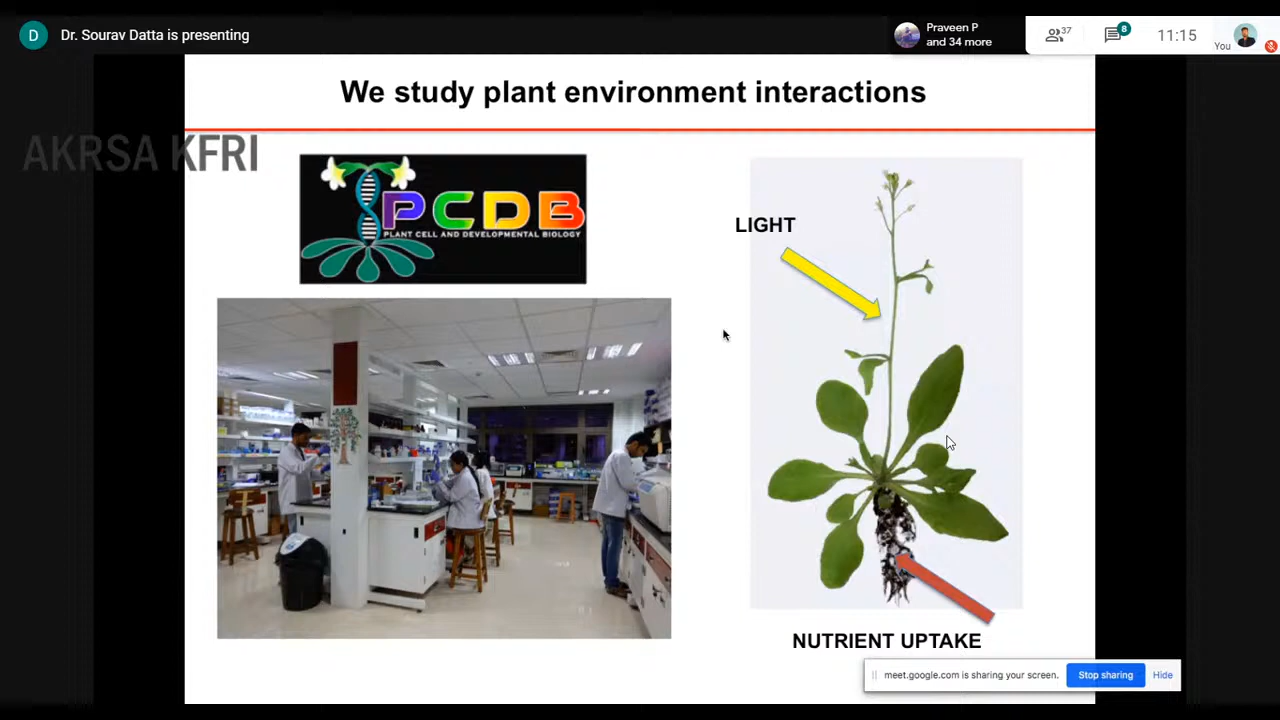 D
Dr. Sourav Datta is presenting
Praveen P
and 34 more
37
8
11:15
You
We study plant environment interactions
AKRSA KFRI
PCDB
PLANT CELL AND DEVELOPMENTAL BIOLOGY
LIGHT
NUTRIENT UPTAKE
meet.google.com is sharing your screen.
Stop sharing
Hide